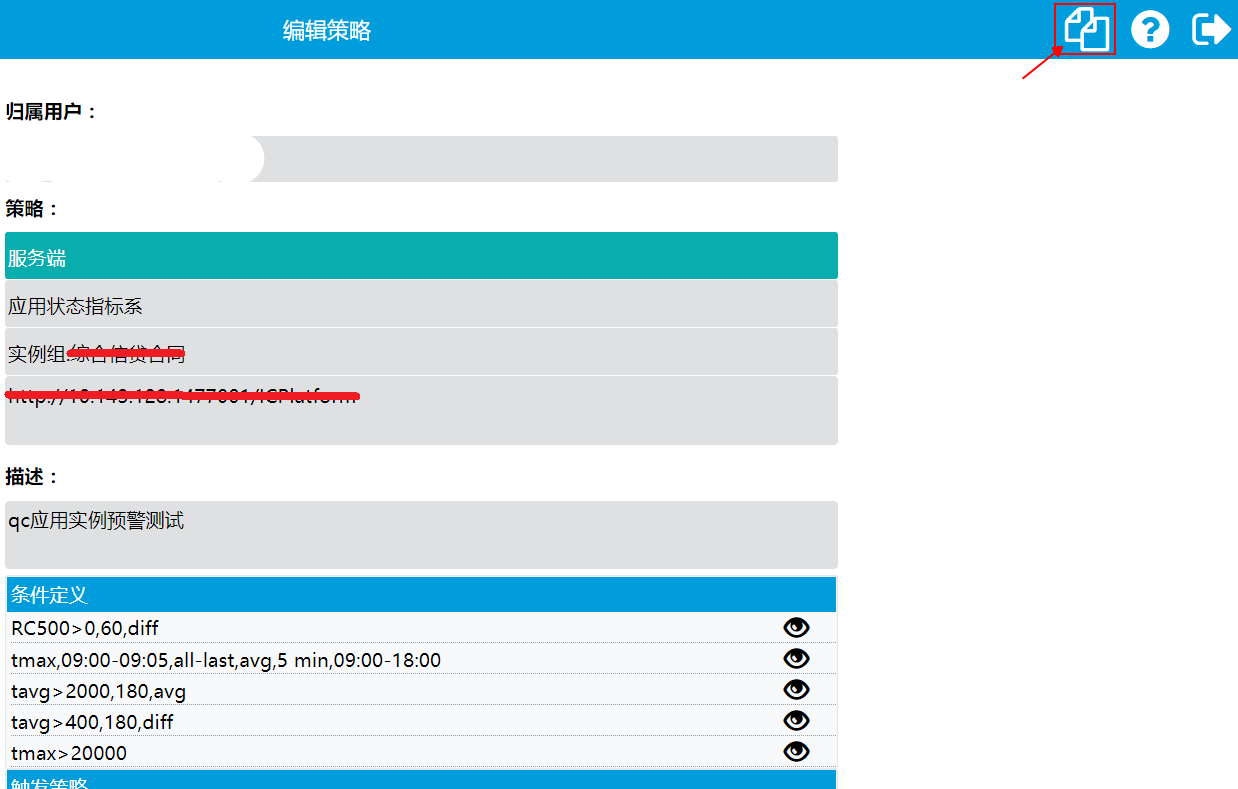 编辑策略
归属用户：
策略：
服务端
应用状态指标系
实例组:
描述：
qc应用实例预警测试
条件定义
RC500>0,60,diff
tmax,09:00-09:05,all-last,avg,5 min,09:00-18:00
tavg>2000,180,avg
tavg>400,180,diff
tmax>20000
触发策略